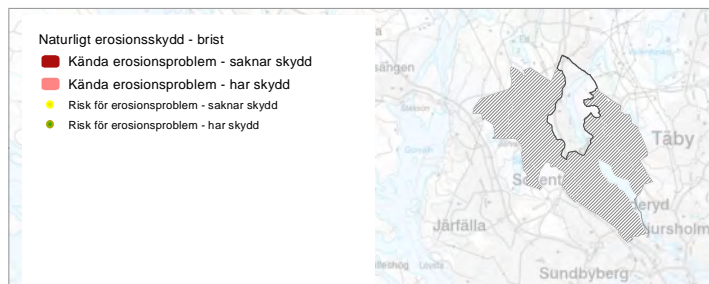 Naturligt erosionsskydd - brist
Kända erosionsproblem - saknar skydd
Kända erosionsproblem - har skydd
Risk för erosionsproblem - saknar skydd
Risk för erosionsproblem - har skydd
sängen
Täby
Järfälla
Sundbyberg